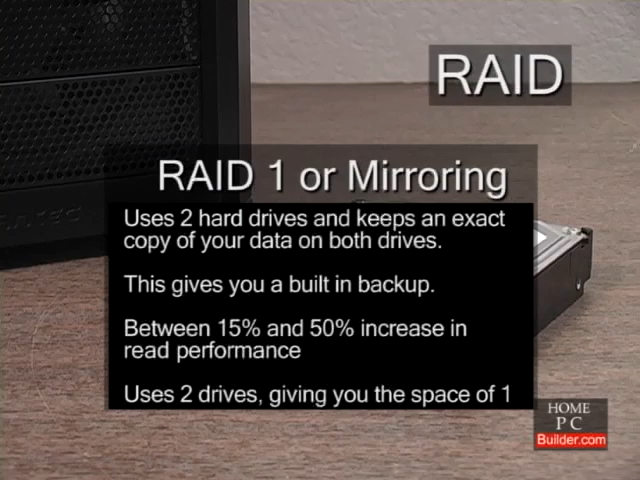 RAID
RAID 1 or Mirroring
Uses 2 hard drives and keeps an exact
copy of your data on both drives.
This gives you a built in backup.
Between 15% and 50% increase in
read performance
Uses 2 drives, giving you the space of 1
HOME
PC
Builder.com